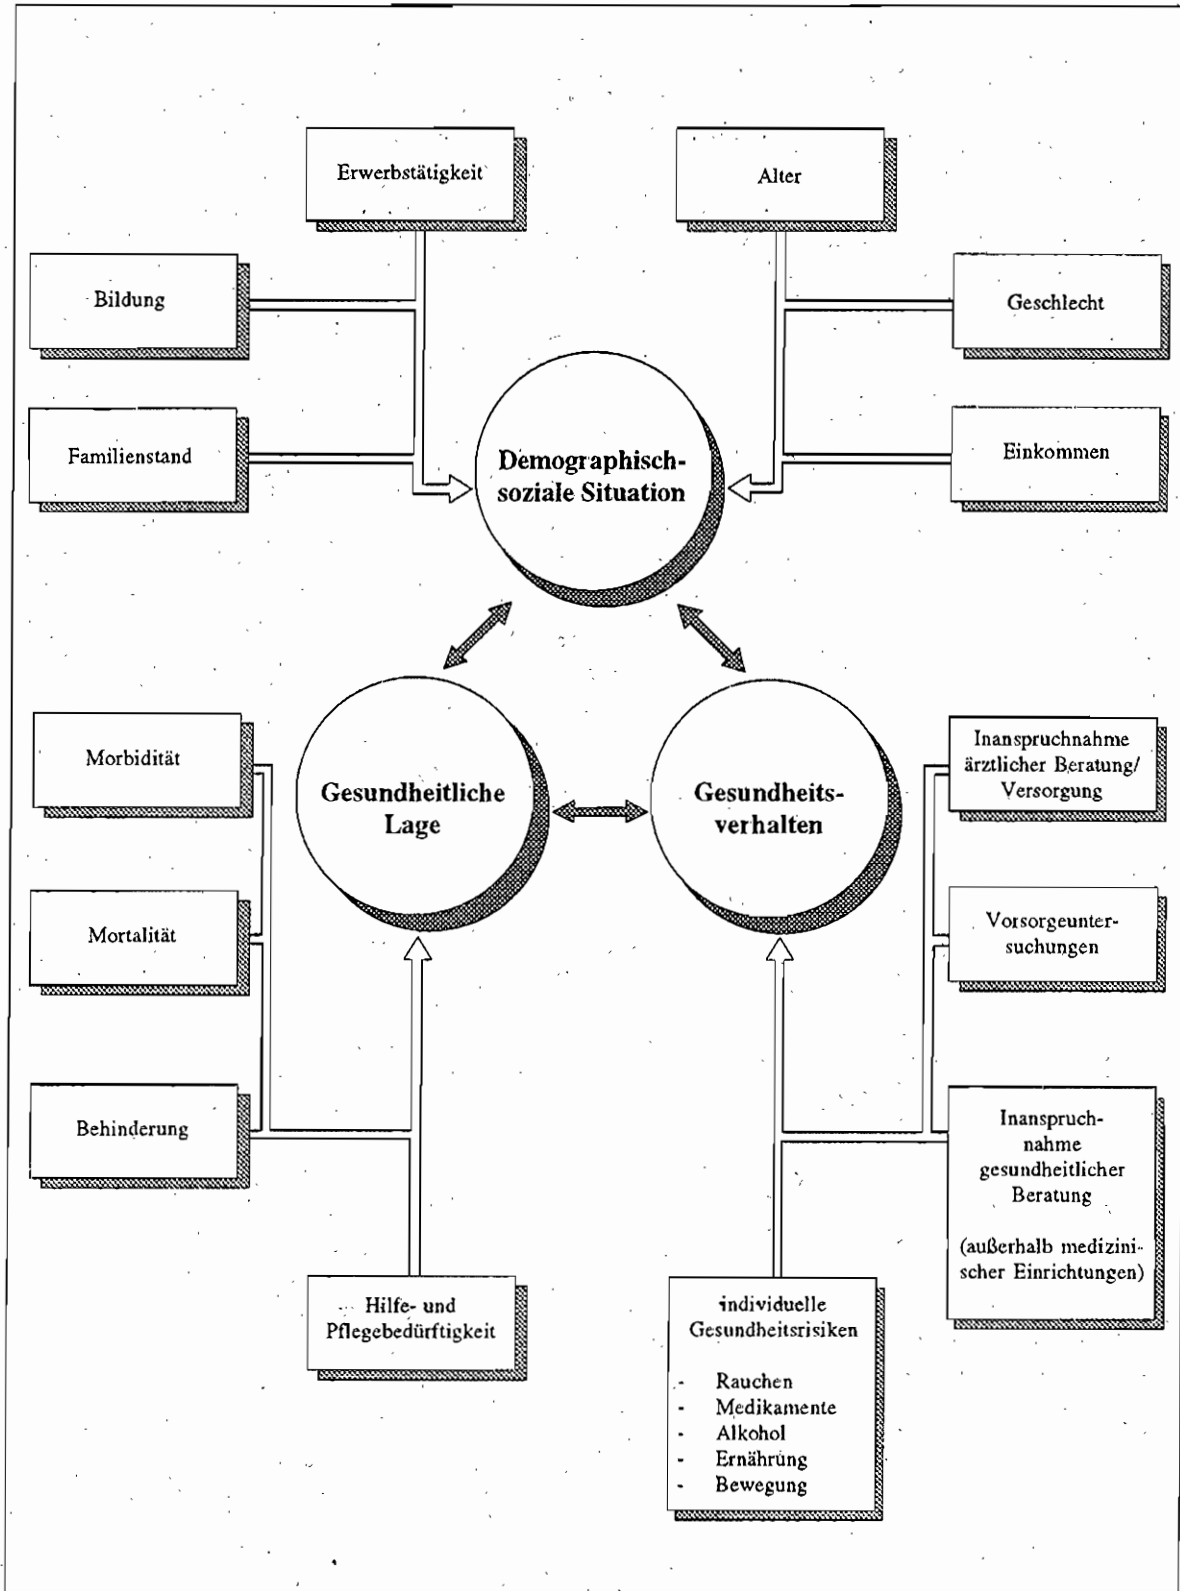 Erwerbstätigkeit
Alter
Bildung
Geschlecht
Familienstand
Einkommen
Demographisch-
soziale Situation
Morbidität
Mortalität
Behinderung
Hilfe- und
Pflegebedürftigkeit
Gesundheitliche
Lage
Gesundheits-
verhalten
Inanspruchnahme
ärztlicher Beratung/
Versorgung
Vorsorgeunter-
suchungen
Inanspruch-
nahme
gesundheitlicher
Beratung
(außerhalb medizini-
scher Einrichtungen)
individuelle
Gesundheitsrisiken
- Rauchen
- Medikamente
- Alkohol
- Ernährung
- Bewegung